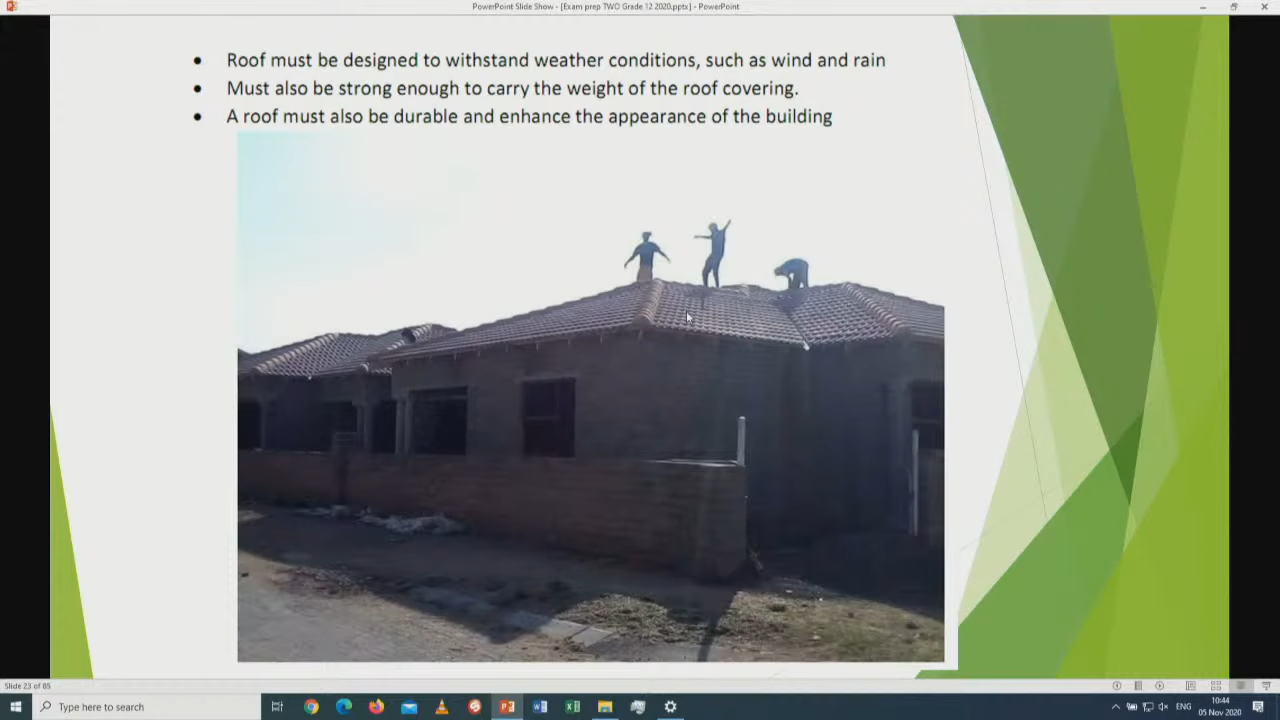 PowerPoint Slide Show - [Exam prep TWO Grade 12 2020.pptx] - PowerPoint
• Roof must be designed to withstand weather conditions, such as wind and rain
• Must also be strong enough to carry the weight of the roof covering.
• A roof must also be durable and enhance the appearance of the building
Slide 23 of 85
Type here to search
ENG
10:44
05 Nov 2020